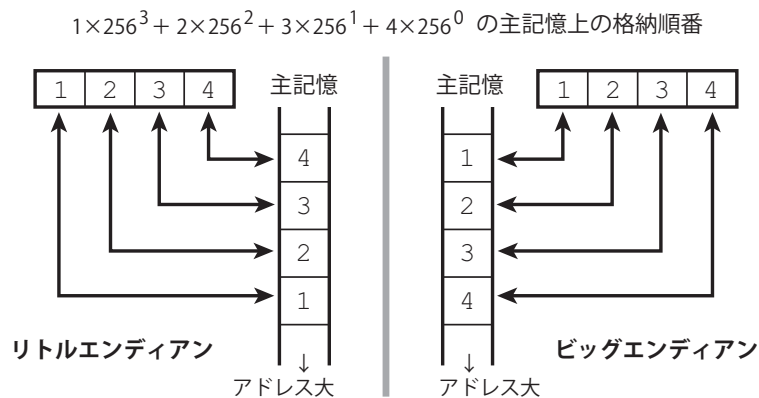 1×256³+ 2×256²+ 3×256¹+ 4×256⁰ の主記憶上の格納順番
1 2 3 4
主記憶
4
3
2
1
↓
アドレス大
リトルエンディアン
主記憶
1 2 3 4
1
2
3
4
↓
アドレス大
ビッグエンディアン